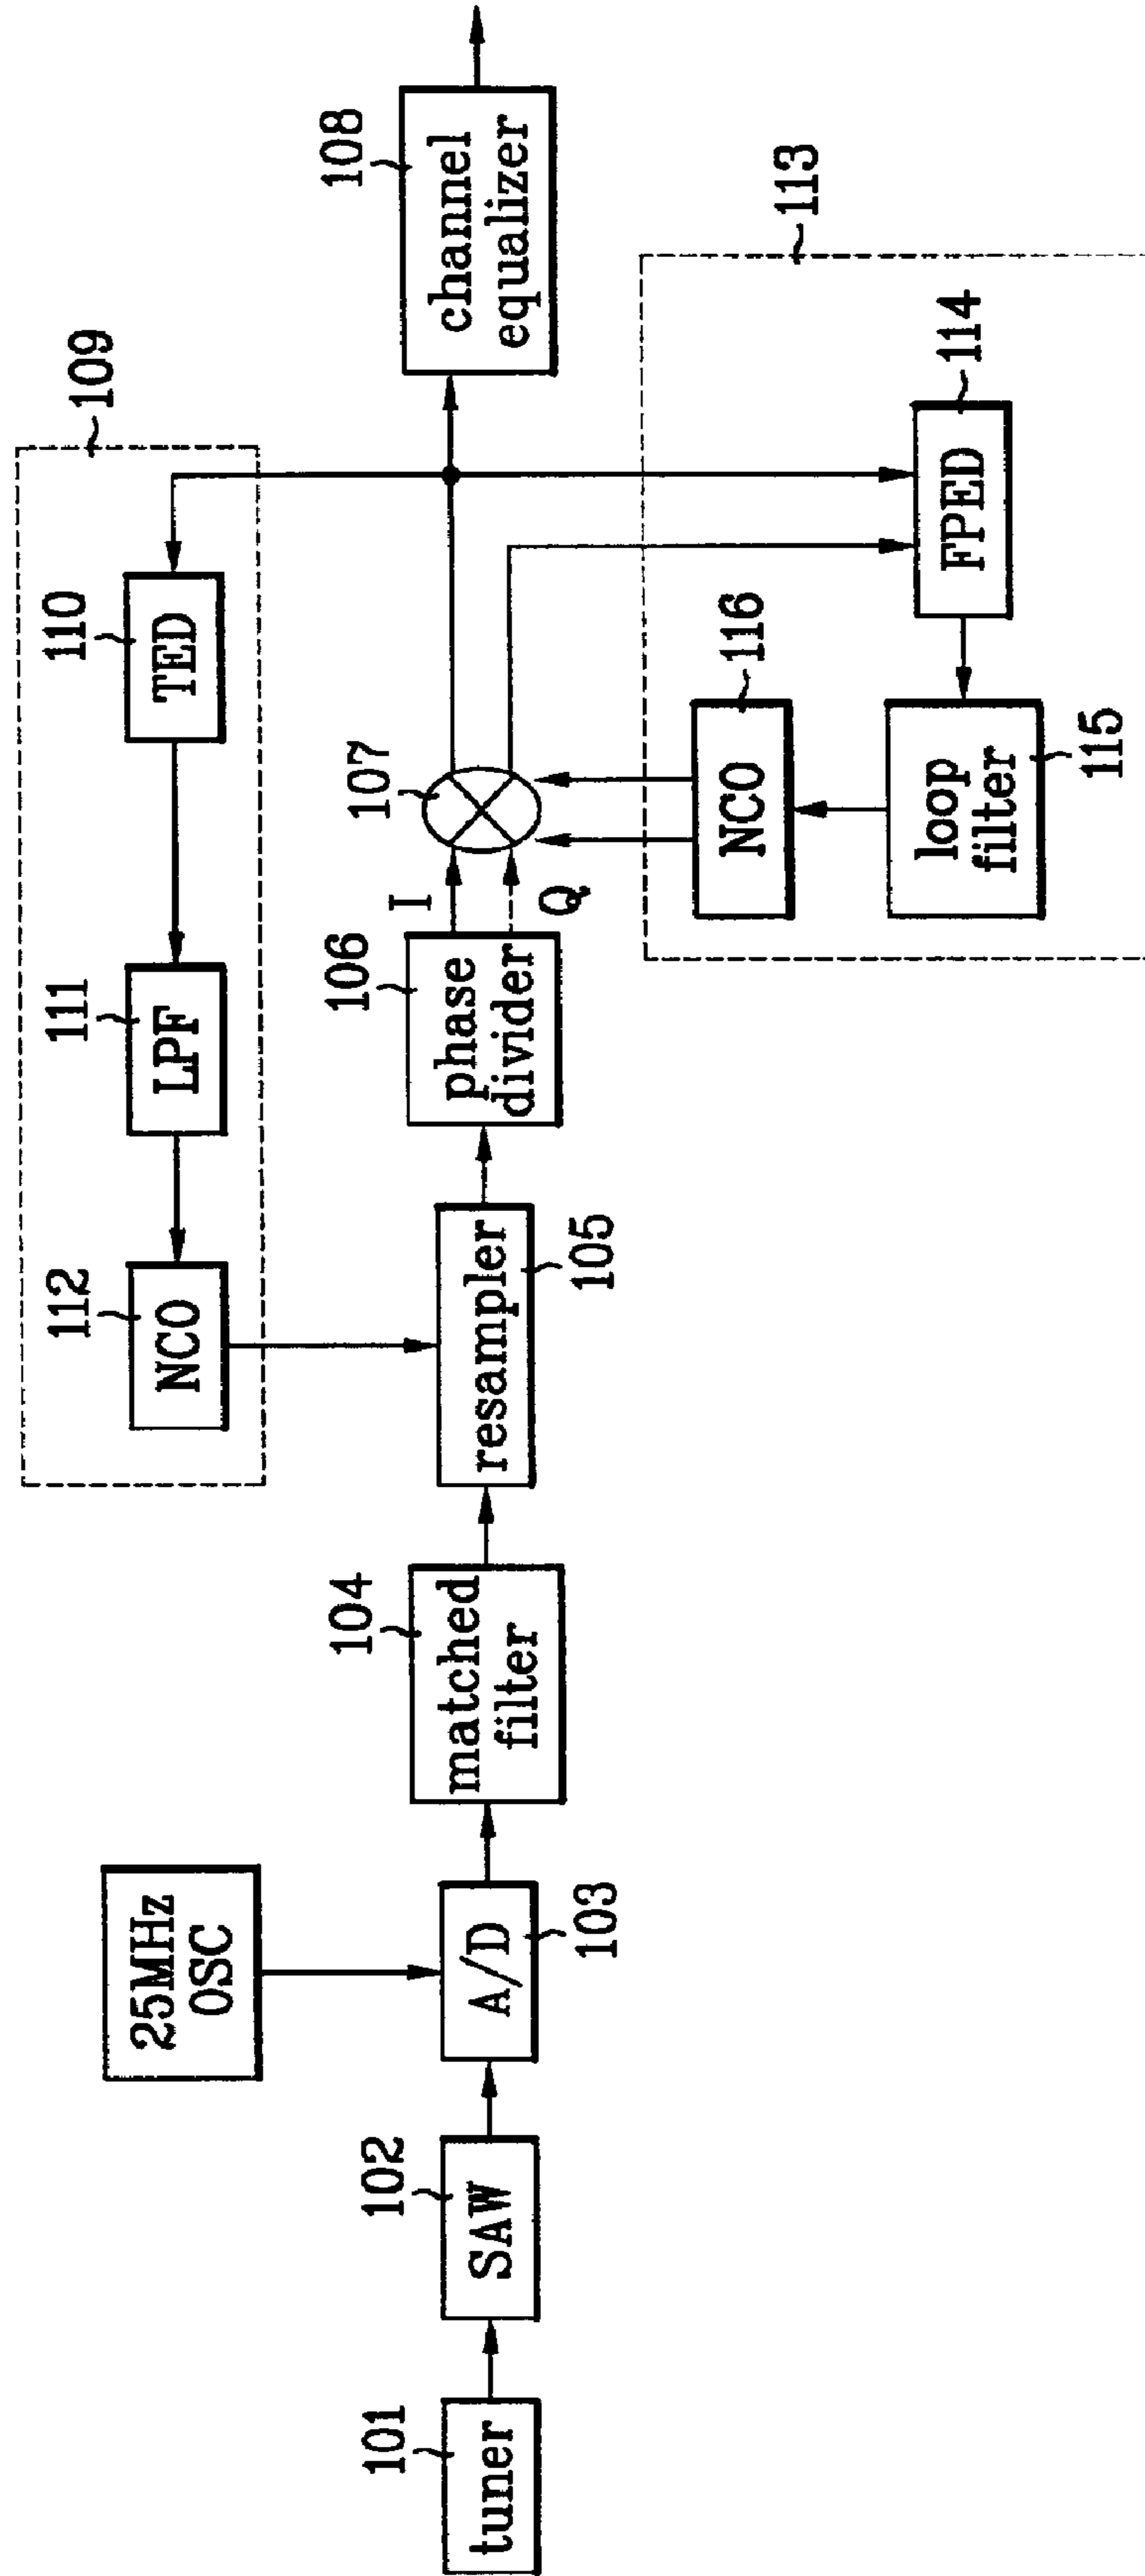 101
tuner
102
SAW
25MHz
OSC
A/D
103
104
matched
filter
resampler
105
106
phase
divider
I
Q
107
108
channel
equalizer
109
110
TED
111
LPF
112
NCO
113
114
FPED
loop
filter
115
116
NCO